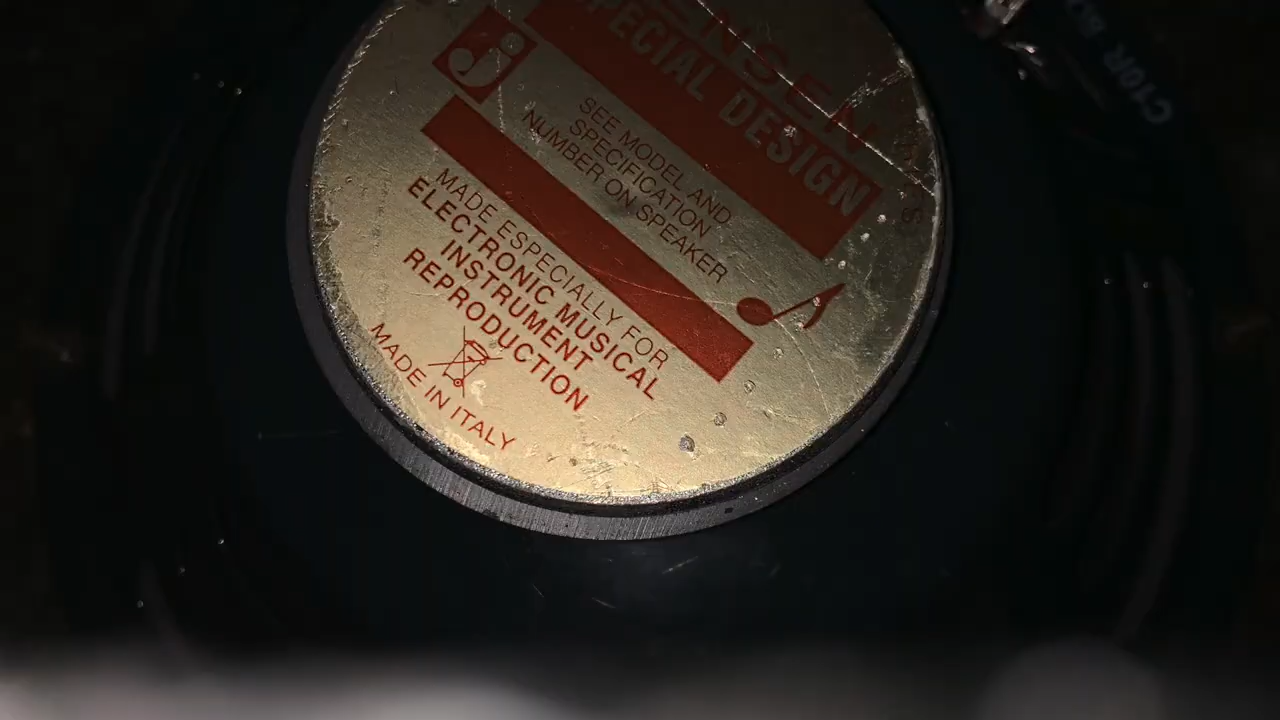 ENSEN
SPECIAL DESIGN
j
SEE MODEL AND
SPECIFICATION
NUMBER ON SPEAKER
MADE ESPECIALLY FOR
ELECTRONIC MUSICAL
INSTRUMENT
REPRODUCTION
MADE IN ITALY